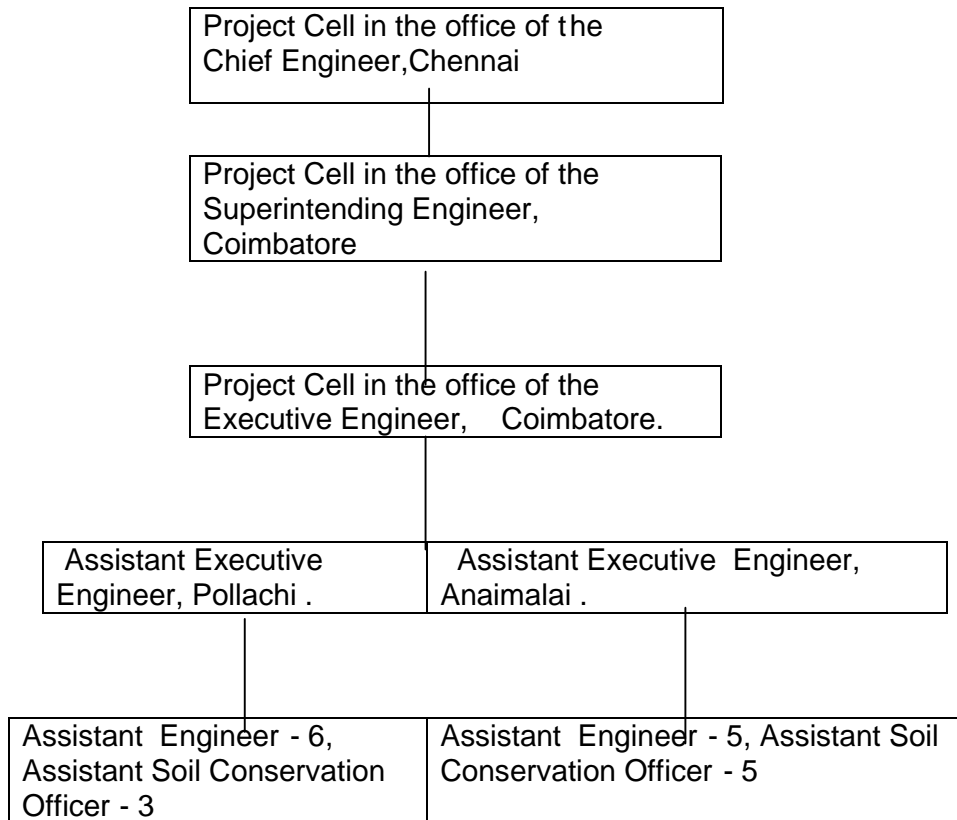 Project Cell in the office of the
Chief Engineer,Chennai
Project Cell in the office of the
Superintending Engineer,
Coimbatore
Project Cell in the office of the
Executive Engineer, Coimbatore.
Assistant Executive
Engineer, Pollachi .
Assistant Executive Engineer,
Anaimalai .
Assistant Engineer - 6,
Assistant Soil Conservation
Officer - 3
Assistant Engineer - 5, Assistant Soil
Conservation Officer - 5